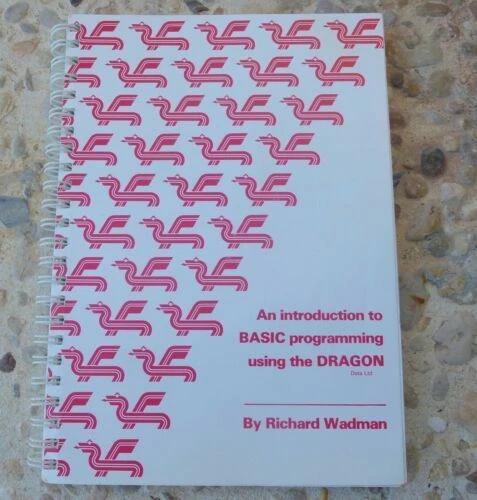 An introduction to
BASIC programming
using the DRAGON
Data Ltd
By Richard Wadman